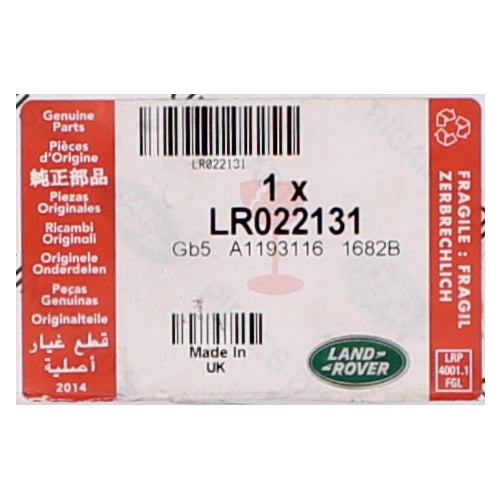 Genuine
Parts
Pièces
d'Origine
純正部品
Piezas
Originales
Ricambi
Originali
Originele
Onderdelen
Peças
Genuinas
Originalteile
قطع غيار
أصلية
2014
LR022131
1 x
LR022131
Gb5 A1193116 1682B
Made In
UK
LAND-
-ROVER
FRAGILE : FRAGIL
ZERBRECHLICH
LRP
4001.1
FGL